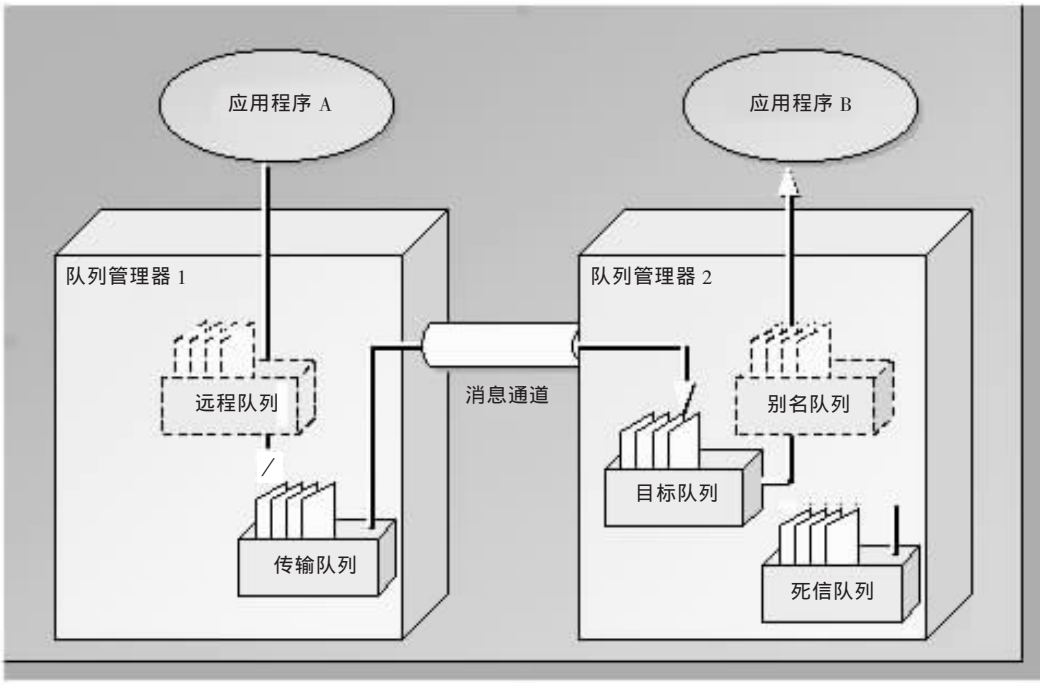 应用程序 A
应用程序 B
队列管理器 1
队列管理器 2
远程队列
消息通道
别名队列
目标队列
传输队列
死信队列